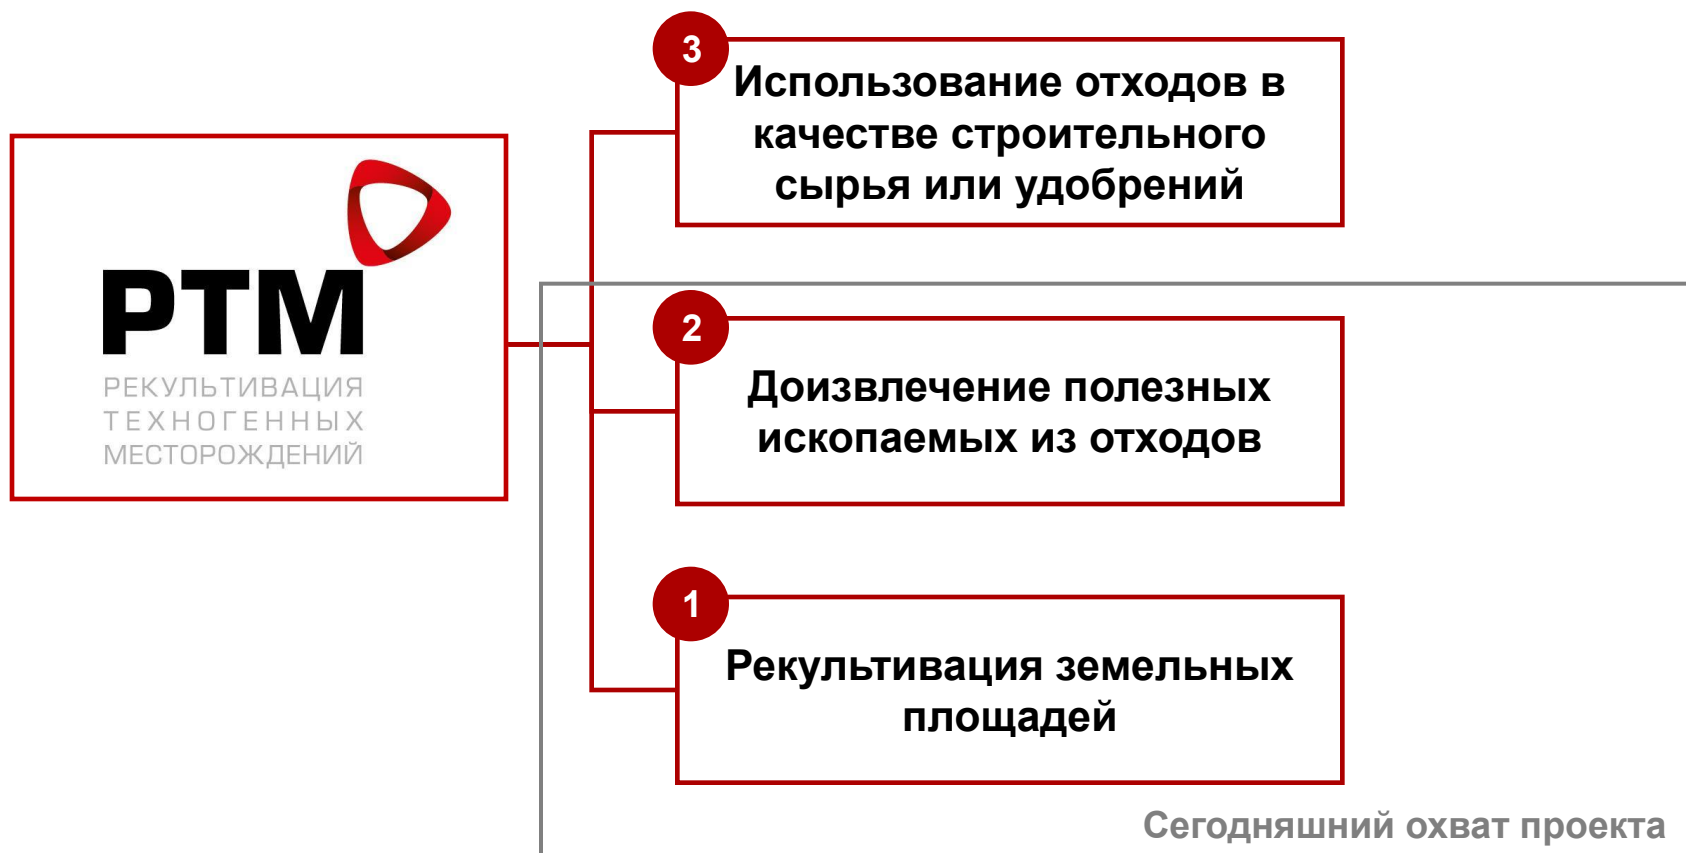 РТМ
РЕКУЛЬТИВАЦИЯ
ТЕХНОГЕННЫХ
МЕСТОРОЖДЕНИЙ
3
Использование отходов в
качестве строительного
сырья или удобрений
2
Доизвлечение полезных
ископаемых из отходов
1
Рекультивация земельных
площадей
Сегодняшний охват проекта